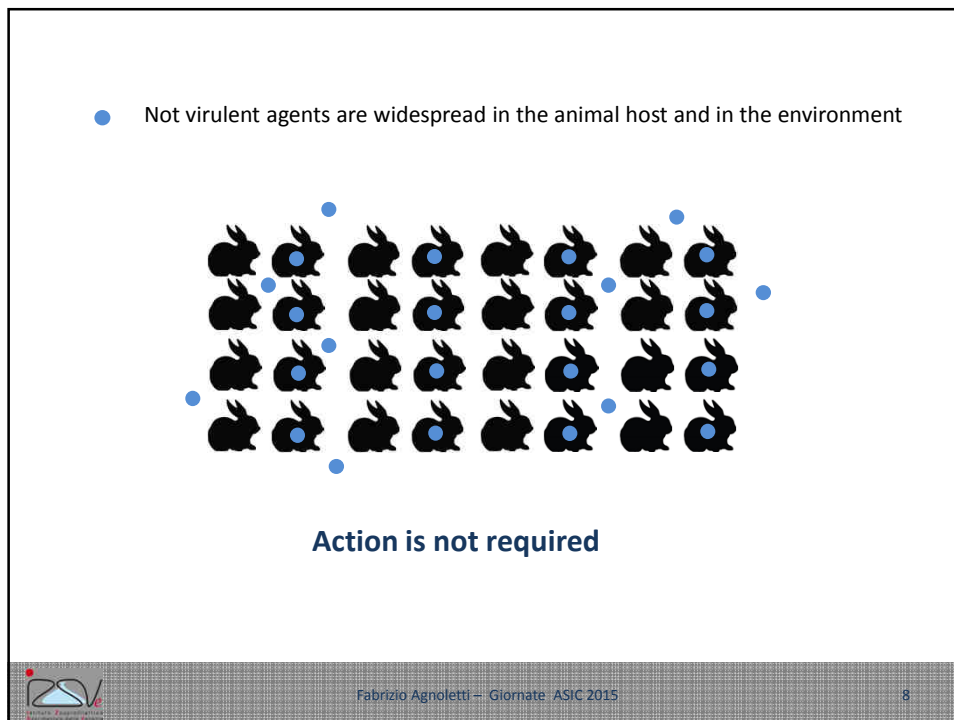 Not virulent agents are widespread in the animal host and in the environment
Action is not required
Fabrizio Agnoletti – Giornate ASIC 2015
8